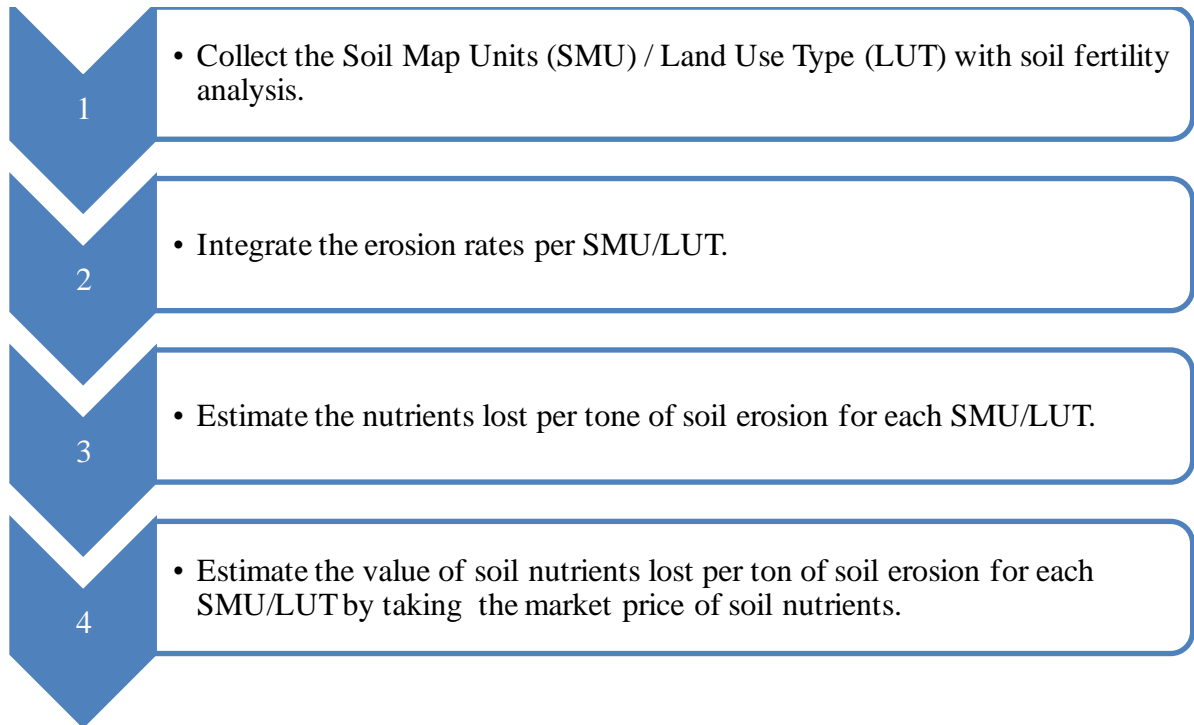 1
• Collect the Soil Map Units (SMU) / Land Use Type (LUT) with soil fertility
analysis.
2
• Integrate the erosion rates per SMU/LUT.
3
• Estimate the nutrients lost per tone of soil erosion for each SMU/LUT.
4
• Estimate the value of soil nutrients lost per ton of soil erosion for each
SMU/LUT by taking the market price of soil nutrients.